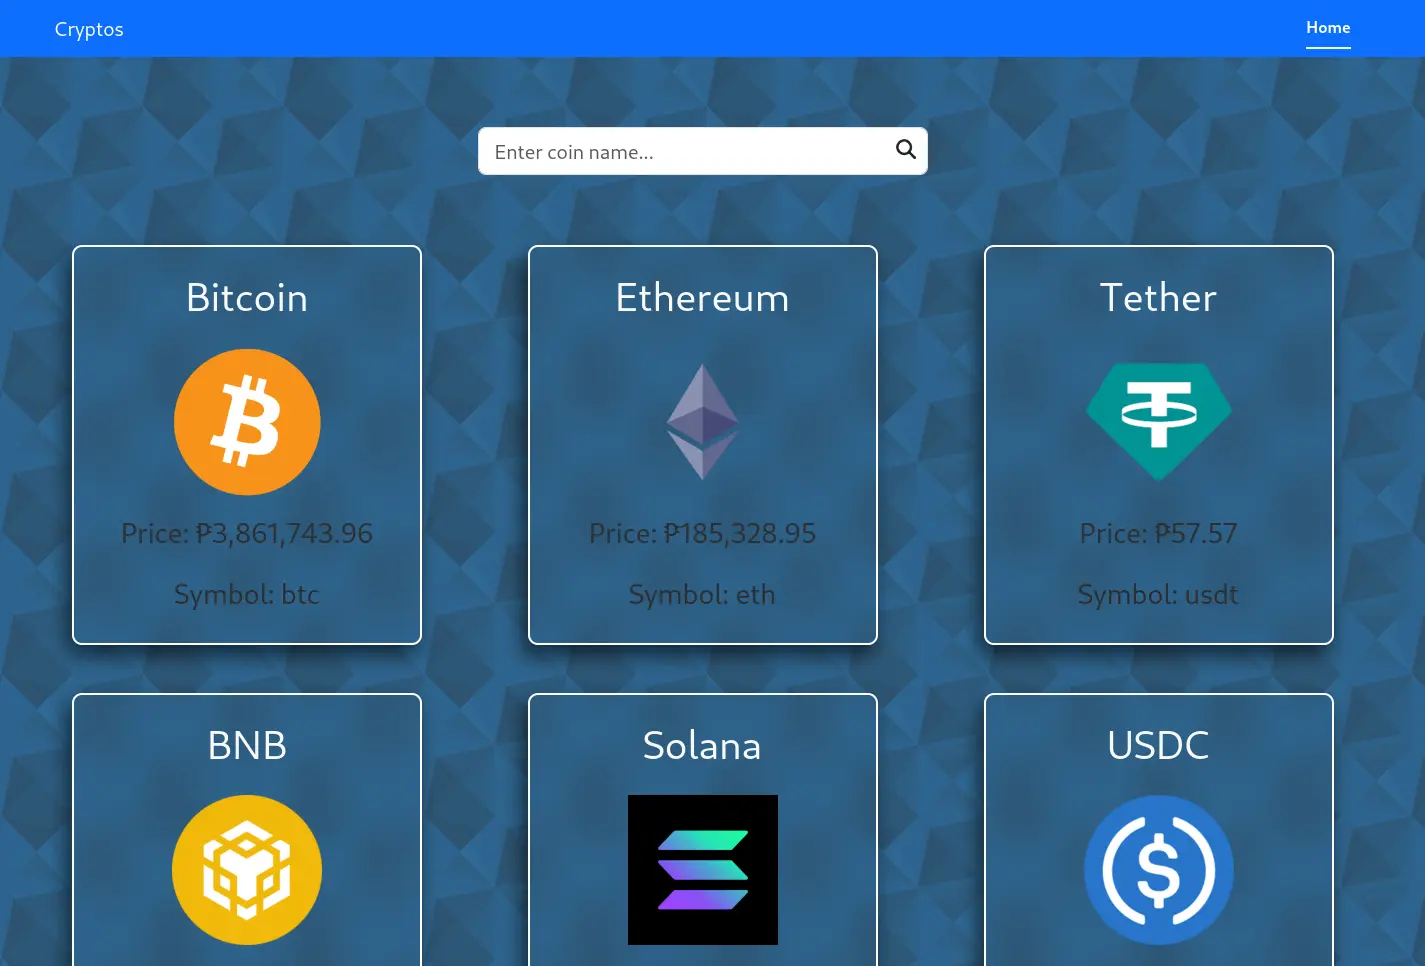 Cryptos
Home
Enter coin name...
Bitcoin
Ethereum
Tether
Price: ₱3,861,743.96
Price: ₱185,328.95
Price: ₱57.57
Symbol: btc
Symbol: eth
Symbol: usdt
BNB
Solana
USDC